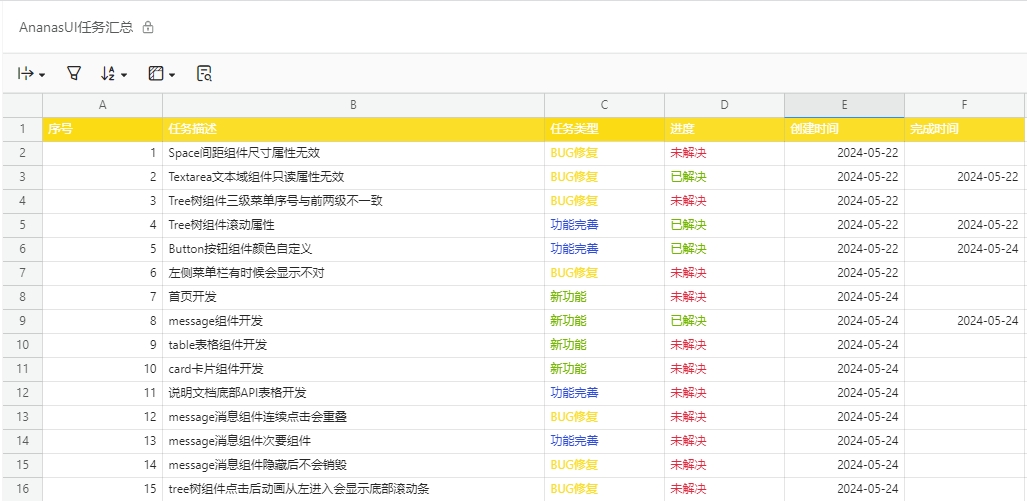 AnanasUI任务汇总
A B C D E F
1 序号 任务描述 任务类型 进度 创建时间 完成时间
2 1 Space间距组件尺寸属性无效 BUG修复 未解决 2024-05-22
3 2 Textarea文本域组件只读属性无效 BUG修复 已解决 2024-05-22 2024-05-22
4 3 Tree树组件三级菜单序号与前两级不一致 BUG修复 未解决 2024-05-22
5 4 Tree树组件滚动属性 功能完善 已解决 2024-05-22 2024-05-22
6 5 Button按钮组件颜色自定义 功能完善 已解决 2024-05-22 2024-05-24
7 6 左侧菜单栏有时候会显示不对 BUG修复 未解决 2024-05-22
8 7 首页开发 新功能 未解决 2024-05-24
9 8 message组件开发 新功能 已解决 2024-05-24 2024-05-24
10 9 table表格组件开发 新功能 未解决 2024-05-24
11 10 card卡片组件开发 新功能 未解决 2024-05-24
12 11 说明文档底部API表格开发 功能完善 未解决 2024-05-24
13 12 message消息组件连续点击会重叠 BUG修复 未解决 2024-05-24
14 13 message消息组件次要组件 功能完善 未解决 2024-05-24
15 14 message消息组件隐藏后不会销毁 BUG修复 未解决 2024-05-24
16 15 tree树组件点击后动画从左进入会显示底部滚动条 BUG修复 未解决 2024-05-24